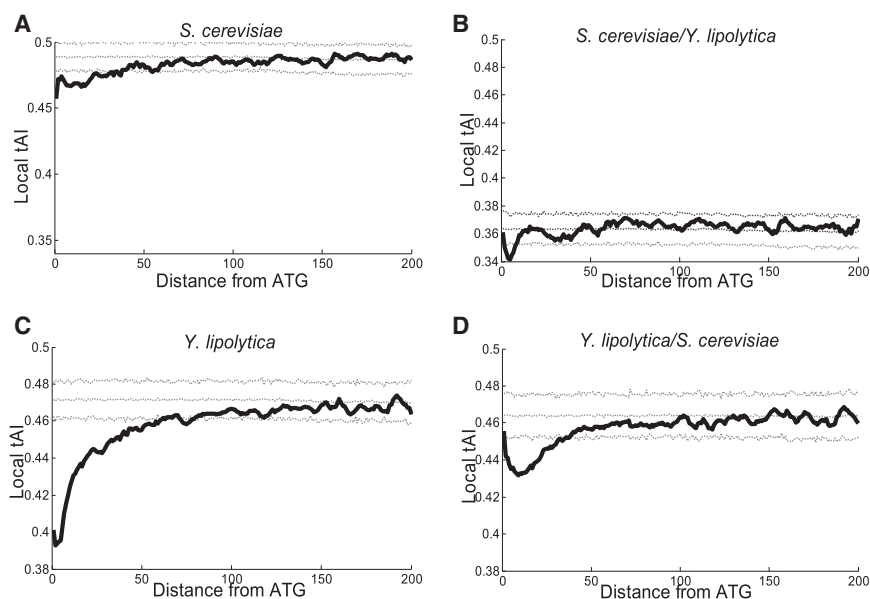 A
S. cerevisiae
0.5
0.45
0.4
0.35
Local tAI
0 50 100 150 200
Distance from ATG
B
S. cerevisiae/Y. lipolytica
0.5
0.48
0.46
0.44
0.42
0.4
0.38
0.36
0.34
Local tAI
0 50 100 150 200
Distance from ATG
C
Y. lipolytica
0.5
0.48
0.46
0.44
0.42
0.4
0.38
Local tAI
0 50 100 150 200
Distance from ATG
D
Y. lipolytica/S. cerevisiae
0.5
0.48
0.46
0.44
0.42
0.4
0.38
Local tAI
0 50 100 150 200
Distance from ATG